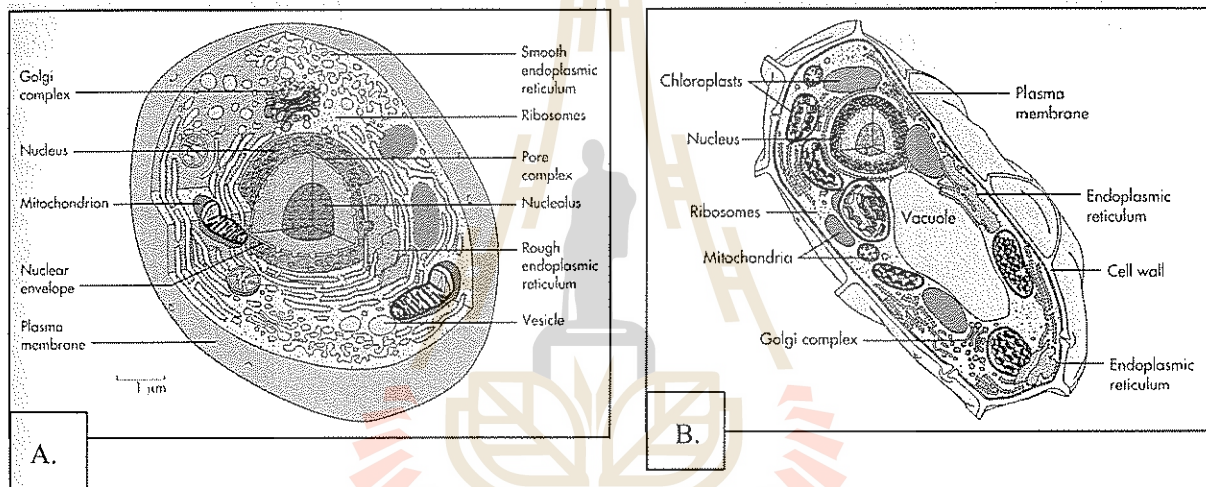 Golgi
complex
Nucleus
Mitochondrion
Nuclear
envelope
Plasma
membrane
1 µm
Smooth
endoplasmic
reticulum
Ribosomes
Pore
complex
Nucleolus
Rough
endoplasmic
reticulum
Vesicle
A.
Chloroplasts
Nucleus
Ribosomes
Mitochondria
Golgi complex
Vacuole
Plasma
membrane
Endoplasmic
reticulum
Cell wall
Endoplasmic
reticulum
B.